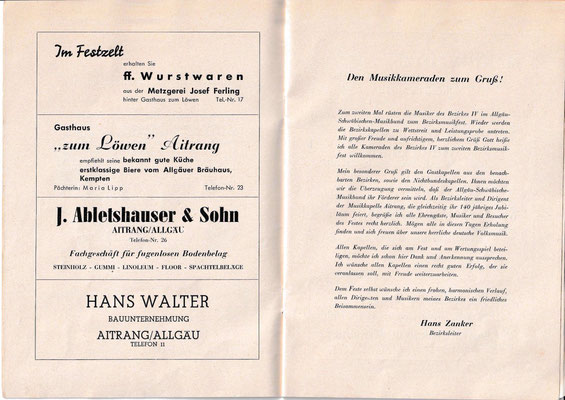 Im Festzelt
erhalten Sie
ff. Wurstwaren
aus der Metzgerei Josef Ferling
hinter Gasthaus zum Löwen Tel.-Nr. 17
Gasthaus
„zum Löwen” Aitrang
empfiehlt seine bekannt gute Küche
erstklassige Biere vom Allgäuer Bräuhaus,
Kempten
Pächterin: Maria Lipp Telefon-Nr. 23
J. Abletshauser & Sohn
AITRANG/ALLGÄU
Telefon-Nr. 26
Fachgeschäft für fugenlosen Bodenbelag
STEINHOLZ - GUMMI - LINOLEUM - FLOOR - SPACHTELBELÄGE
HANS WALTER
BAUUNTERNEHMUNG
AITRANG/ALLGÄU
TELEFON 11
Den Musikkameraden zum Gruß!
Zum zweiten Mal rüsten die Musiker des Bezirkes IV im Allgäu-
Schwäbischen-Musikbund zum Bezirksmusikfest. Wieder werden
die Bezirkskapellen zu Wettstreit und Leistungsprobe antreten.
Mit großer Freude und aufrichtigem, herzlichem Grüß Gott heiße
ich alle Kameraden des Bezirkes IV zum zweiten Bezirksmusik-
fest willkommen.
Mein besonderer Gruß gilt den Gastkapellen aus den benach-
barten Bezirken, sowie den Nichtbundeskapellen. Ihnen möchten
wir die Überzeugung vermitteln, daß der Allgäu-Schwäbische-
Musikbund ihr Förderer sein wird. Als Bezirksleiter und Dirigent
der Musikkapelle Aitrang, die gleichzeitig ihr 140 jähriges Jubi-
läum feiert, begrüße ich alle Ehrengäste, Musiker und Besucher
des Festes recht herzlich. Mögen alle in diesen Tagen Erholung
finden und sich freuen über unsere herrliche deutsche Volksmusik.
Allen Kapellen, die sich am Fest und am Wertungsspiel betei-
ligen, möchte ich schon hier Dank und Anerkennung aussprechen.
Ich wünsche allen Kapellen einen recht guten Erfolg, der sie
veranlassen soll, mit Freude weiterzuarbeiten.
Dem Feste selbst wünsche ich einen frohen, harmonischen Verlauf,
allen Dirigenten und Musikern meines Bezirkes ein friedliches
Beisammensein.
Hans Zanker
Bezirksleiter